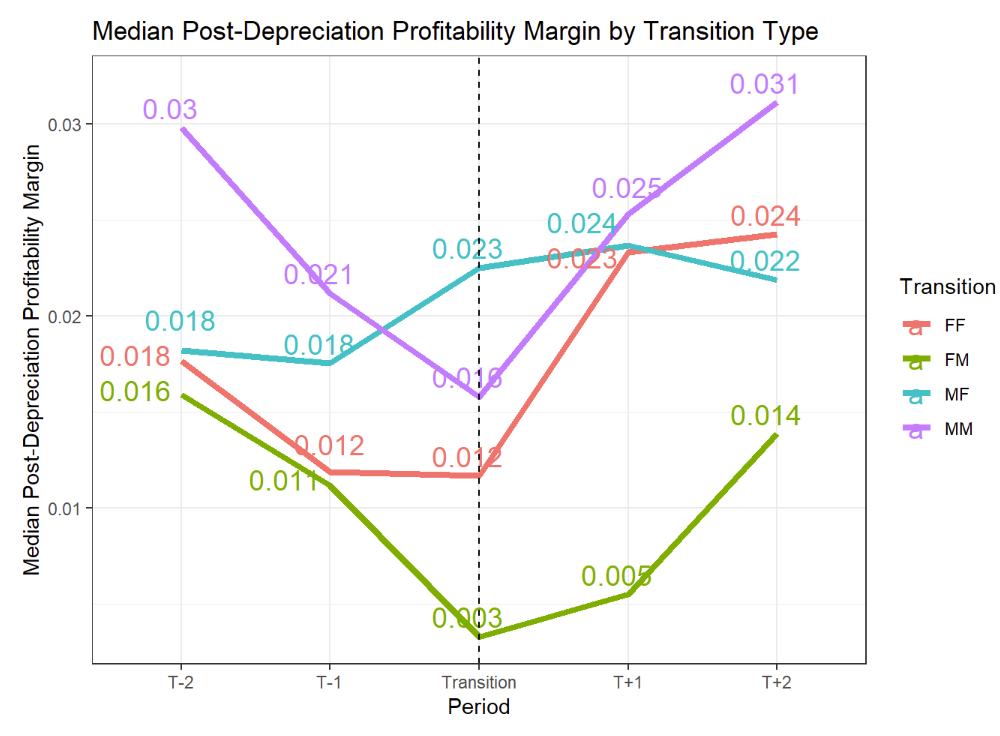 Median Post-Depreciation Profitability Margin by Transition Type
Median Post-Depreciation Profitability Margin
0.03
0.02
0.01
0.03
0.021
0.016
0.025
0.031
0.018
0.018
0.023
0.024
0.022
0.018
0.012
0.012
0.023
0.024
0.016
0.011
0.003
0.005
0.014
T-2
T-1
Transition
T+1
T+2
Period
Transition
a FF
a FM
a MF
a MM